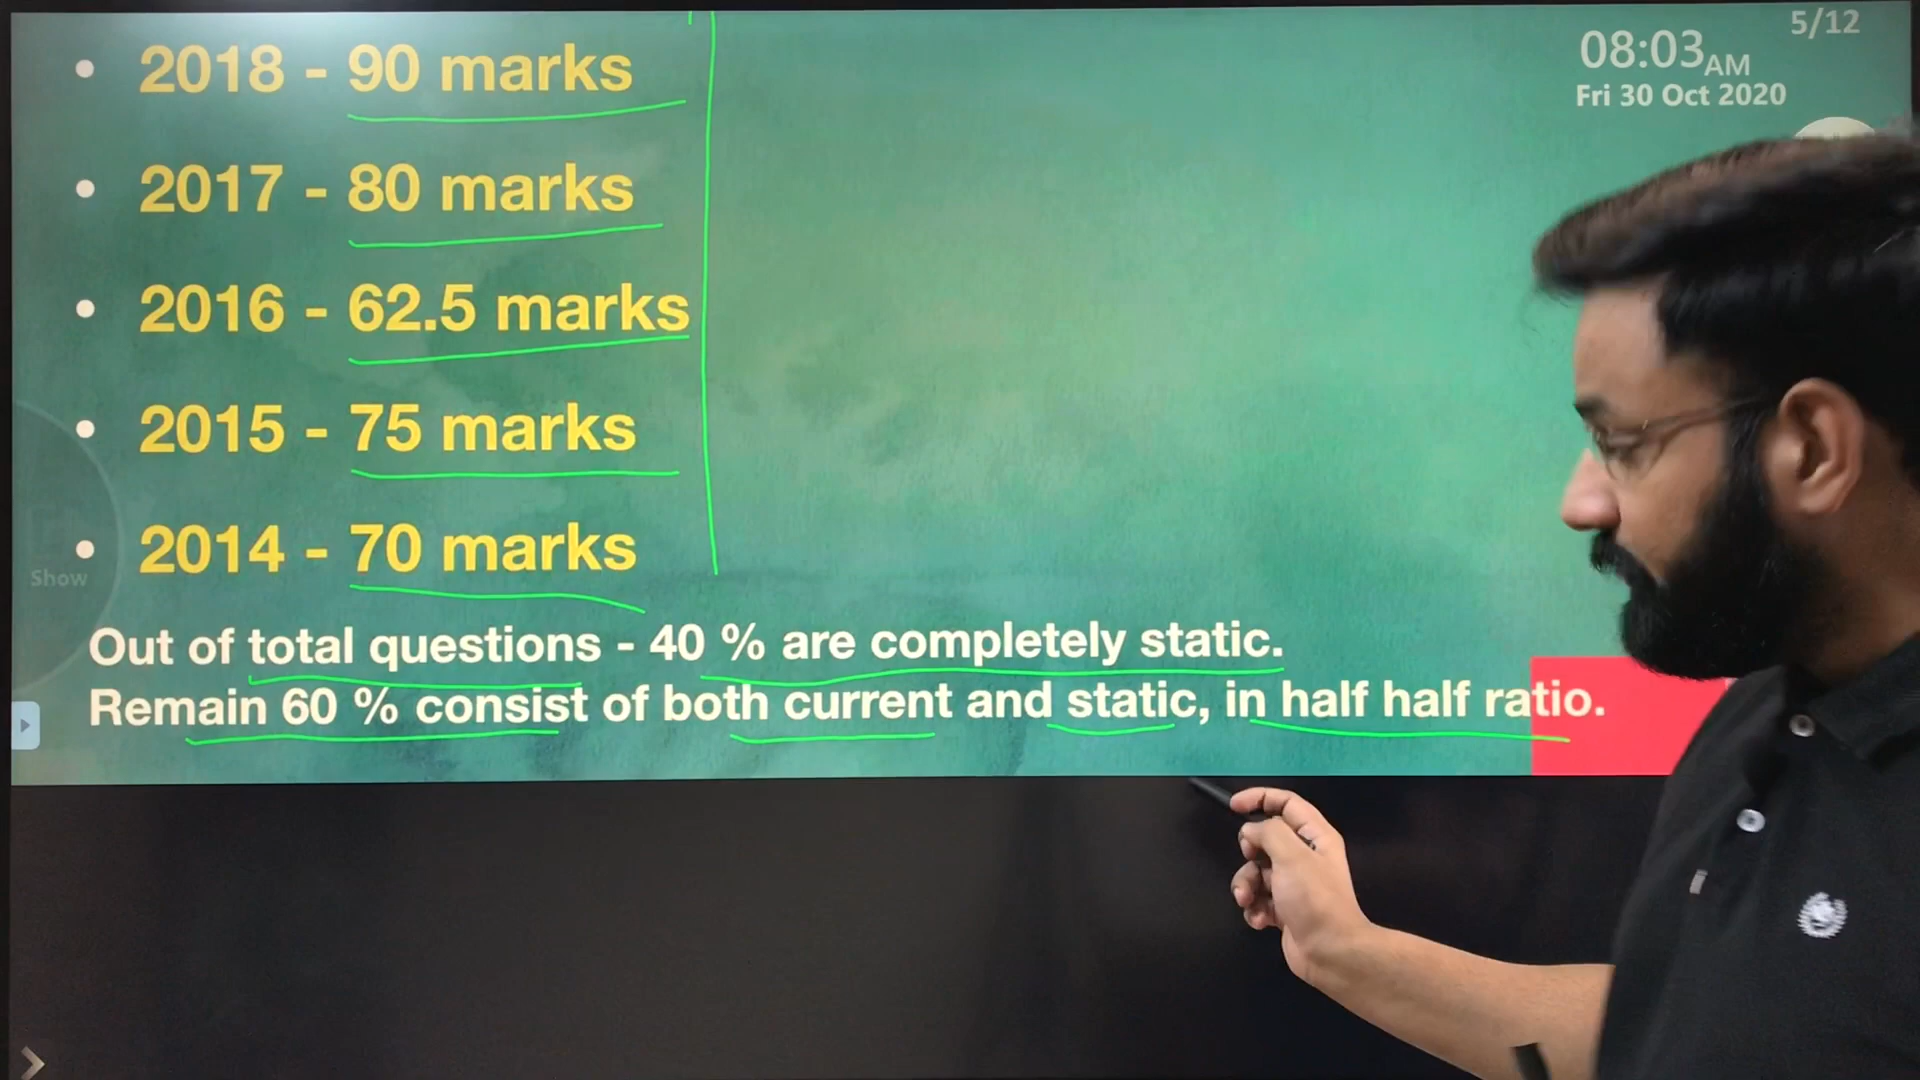 5/12
08:03AM
Fri 30 Oct 2020
• 2018 - 90 marks
• 2017 - 80 marks
• 2016 - 62.5 marks
• 2015 - 75 marks
• 2014 - 70 marks
Show
Out of total questions - 40 % are completely static.
Remain 60 % consist of both current and static, in half half ratio.